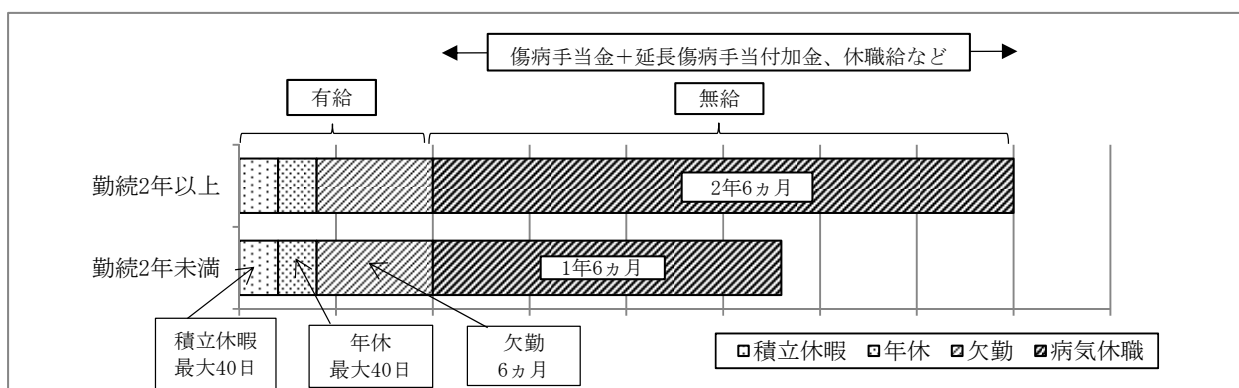 傷病手当金＋延長傷病手当付加金、休職給など
有給
無給
勤続2年以上
2年6ヵ月
勤続2年未満
1年6ヵ月
積立休暇
最大40日
年休
最大40日
欠勤
6ヵ月
積立休暇 年休 欠勤 病気休職